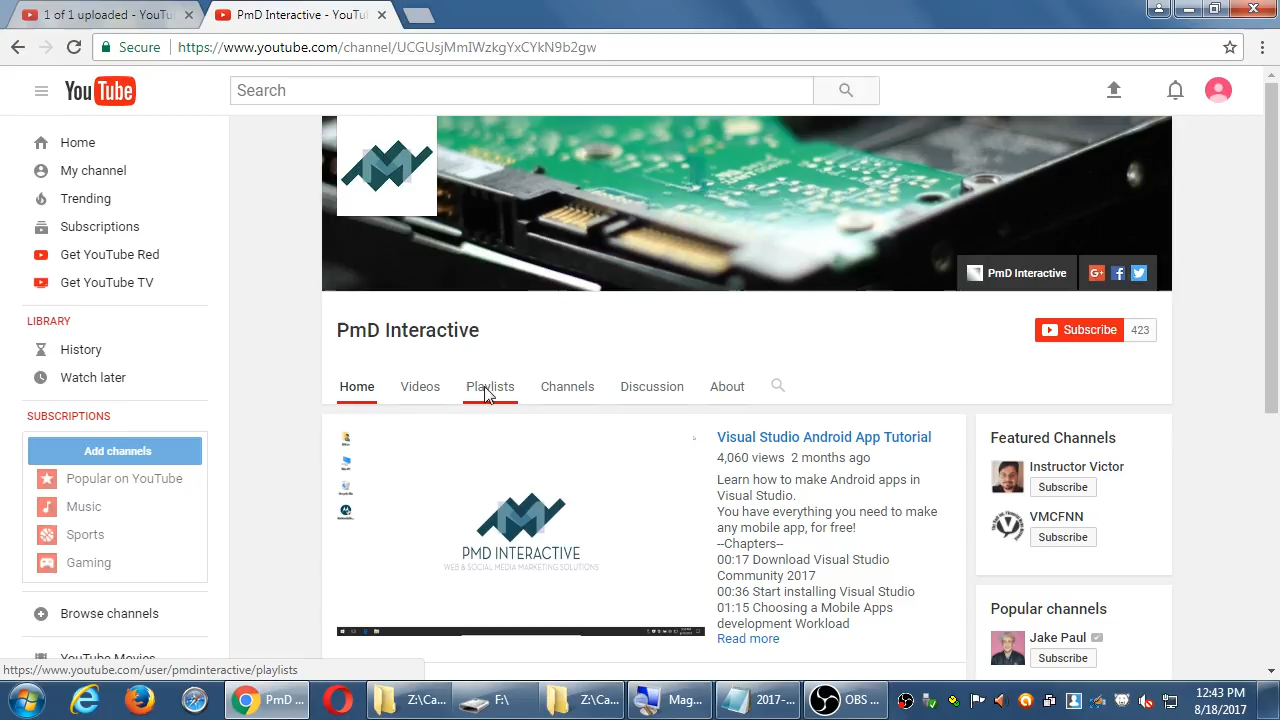 1 of 1 uploaded - YouTu
PmD Interactive - YouTu
Secure
https://www.youtube.com/channel/UCGUsjMmIWzkgYxCYkN9b2gw
YouTube
Search
Home
My channel
Trending
Subscriptions
Get YouTube Red
Get YouTube TV
LIBRARY
History
Watch later
SUBSCRIPTIONS
Add channels
Popular on YouTube
Music
Sports
Gaming
Browse channels
YouTube Movies
https://www.youtube.com/user/pmdinteractive/playlists
PmD Interactive
PmD Interactive
Subscribe 423
Home Videos Playlists Channels Discussion About
PMD INTERACTIVE
WEB & SOCIAL MEDIA MARKETING SOLUTIONS
Visual Studio Android App Tutorial
4,060 views 2 months ago
Learn how to make Android apps in
Visual Studio.
You have everything you need to make
any mobile app, for free!
--Chapters--
00:17 Download Visual Studio
Community 2017
00:36 Start installing Visual Studio
01:15 Choosing a Mobile Apps
development Workload
Read more
Featured Channels
Instructor Victor
Subscribe
VMCFNN
Subscribe
Popular channels
Jake Paul
Subscribe
PmD ...
Z:\Ca...
F:\
Z:\Ca...
Mag...
2017-...
OBS ...
12:43 PM
8/18/2017